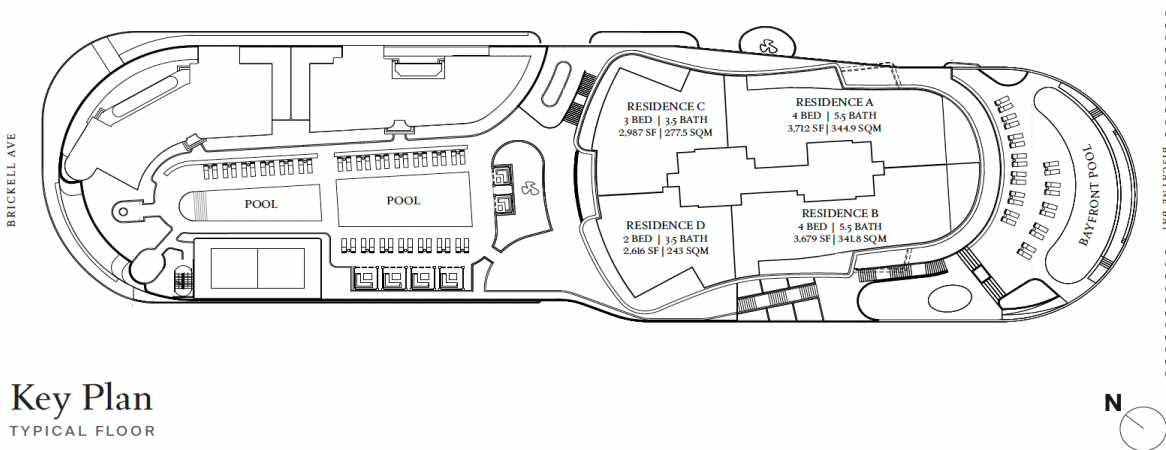 BRICKELL AVE
RESIDENCE C
3 BED | 3.5 BATH
2,987 SF | 277.5 SQM
RESIDENCE A
4 BED | 5.5 BATH
3,712 SF | 344.9 SQM
POOL
POOL
RESIDENCE D
2 BED | 3.5 BATH
2,616 SF | 243 SQM
RESIDENCE B
4 BED | 5.5 BATH
3,679 SF | 341.8 SQM
BAYFRONT POOL
Key Plan
TYPICAL FLOOR
N